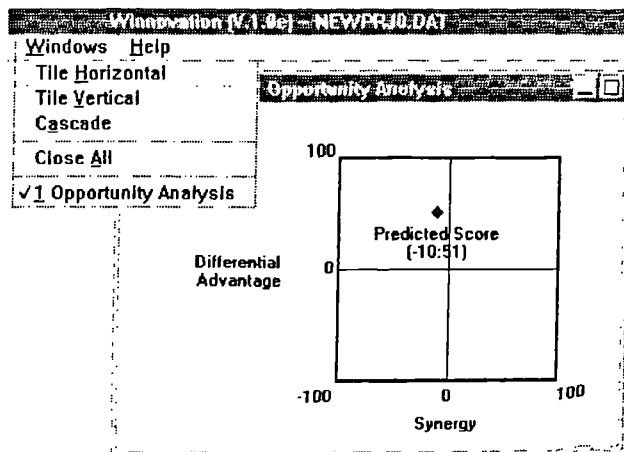 Winnovation (V.1.0e) - NEWPRJ0.DAT
Windows Help
Tile Horizontal
Tile Vertical
Cascade
Close All
✓1 Opportunity Analysis
Opportunity Analysis
100
Predicted Score
(-10:51)
Differential
Advantage
0
-100
0
100
Synergy